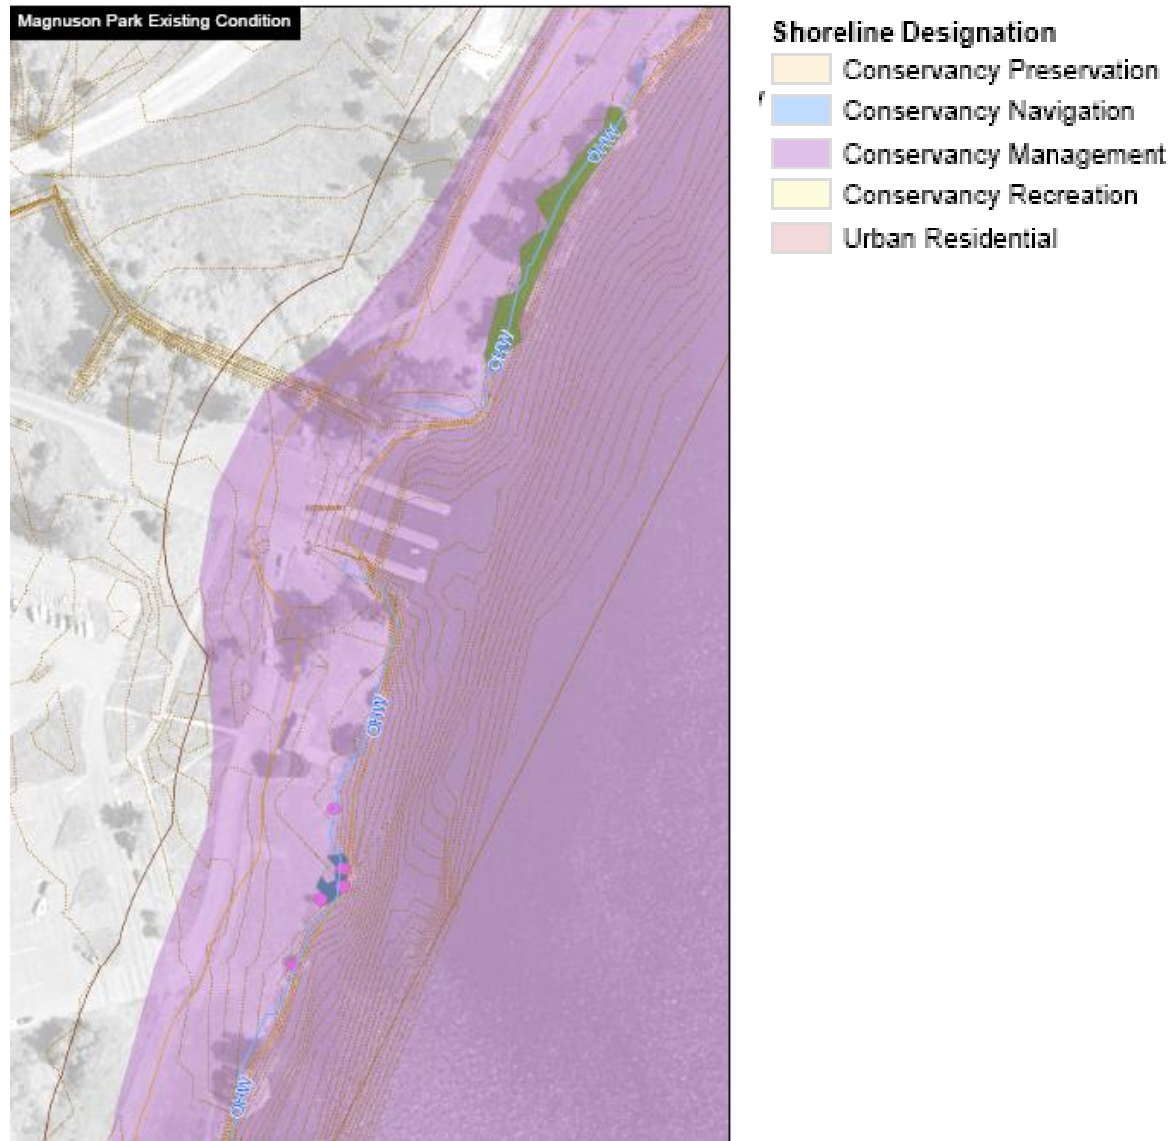 Magnuson Park Existing Condition
Shoreline Designation
Conservancy Preservation
Conservancy Navigation
Conservancy Management
Conservancy Recreation
Urban Residential
OHW
OHW
OHW
OHW